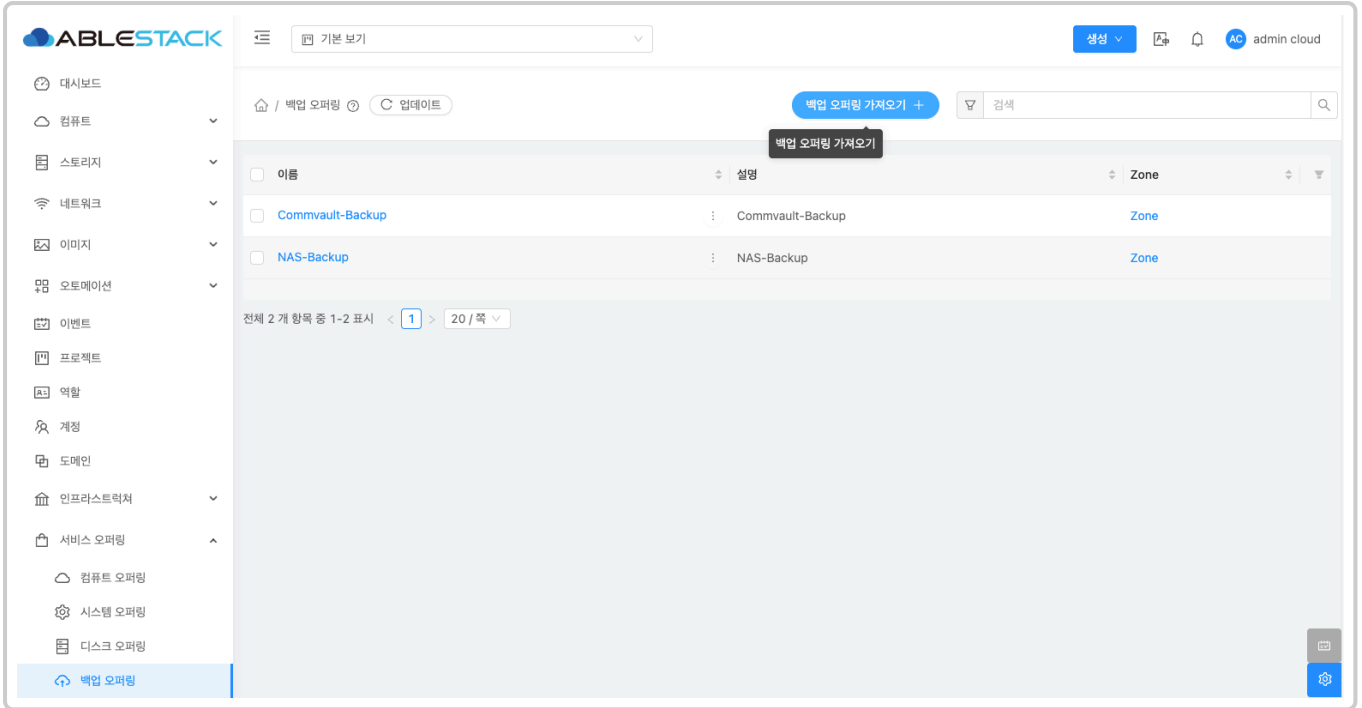 ABLESTACK
기본 보기
생성
AC admin cloud
대시보드
컴퓨트
스토리지
네트워크
이미지
오토메이션
이벤트
프로젝트
역할
계정
도메인
인프라스트럭쳐
서비스 오퍼링
컴퓨트 오퍼링
시스템 오퍼링
디스크 오퍼링
백업 오퍼링
/ 백업 오퍼링 업데이트
백업 오퍼링 가져오기 +
검색
백업 오퍼링 가져오기
이름 설명 Zone
Commvault-Backup Commvault-Backup Zone
NAS-Backup NAS-Backup Zone
전체 2 개 항목 중 1-2 표시 < 1 > 20 / 쪽